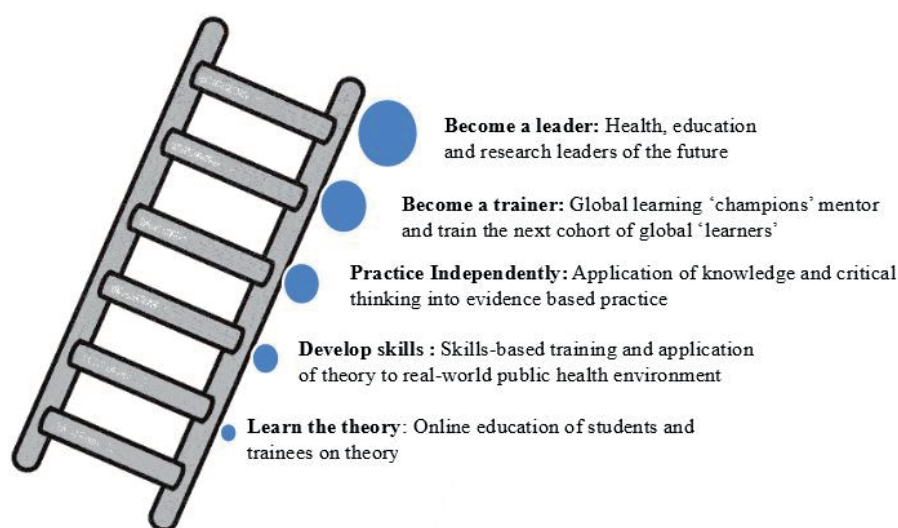 Become a leader: Health, education
and research leaders of the future
Become a trainer: Global learning ‘champions’ mentor
and train the next cohort of global ‘learners’
Practice Independently: Application of knowledge and critical
thinking into evidence based practice
Develop skills : Skills-based training and application
of theory to real-world public health environment
Learn the theory: Online education of students and
trainees on theory